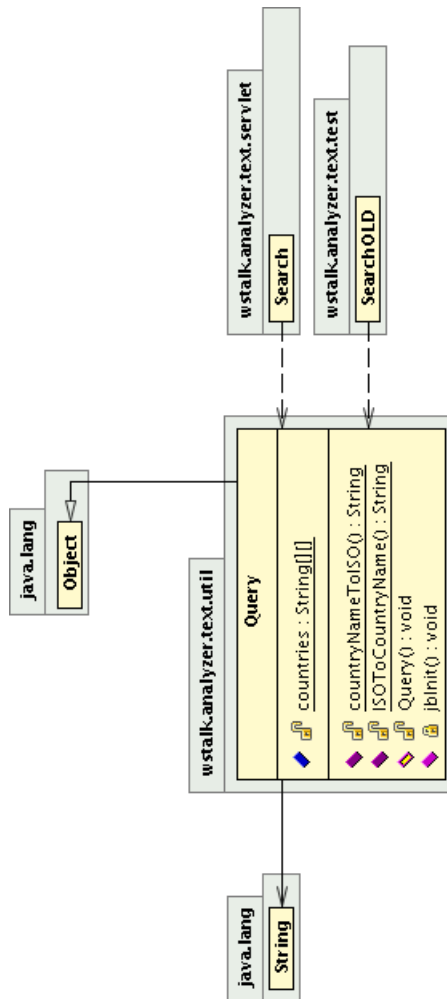 java.lang
Object
java.lang
String
wstalk.analyzer.text.util
Query
countries : String[][]
countryNameToISO() : String
ISOToCountryName() : String
Query() : void
jbInit() : void
wstalk.analyzer.text.servlet
Search
wstalk.analyzer.text.test
SearchOLD